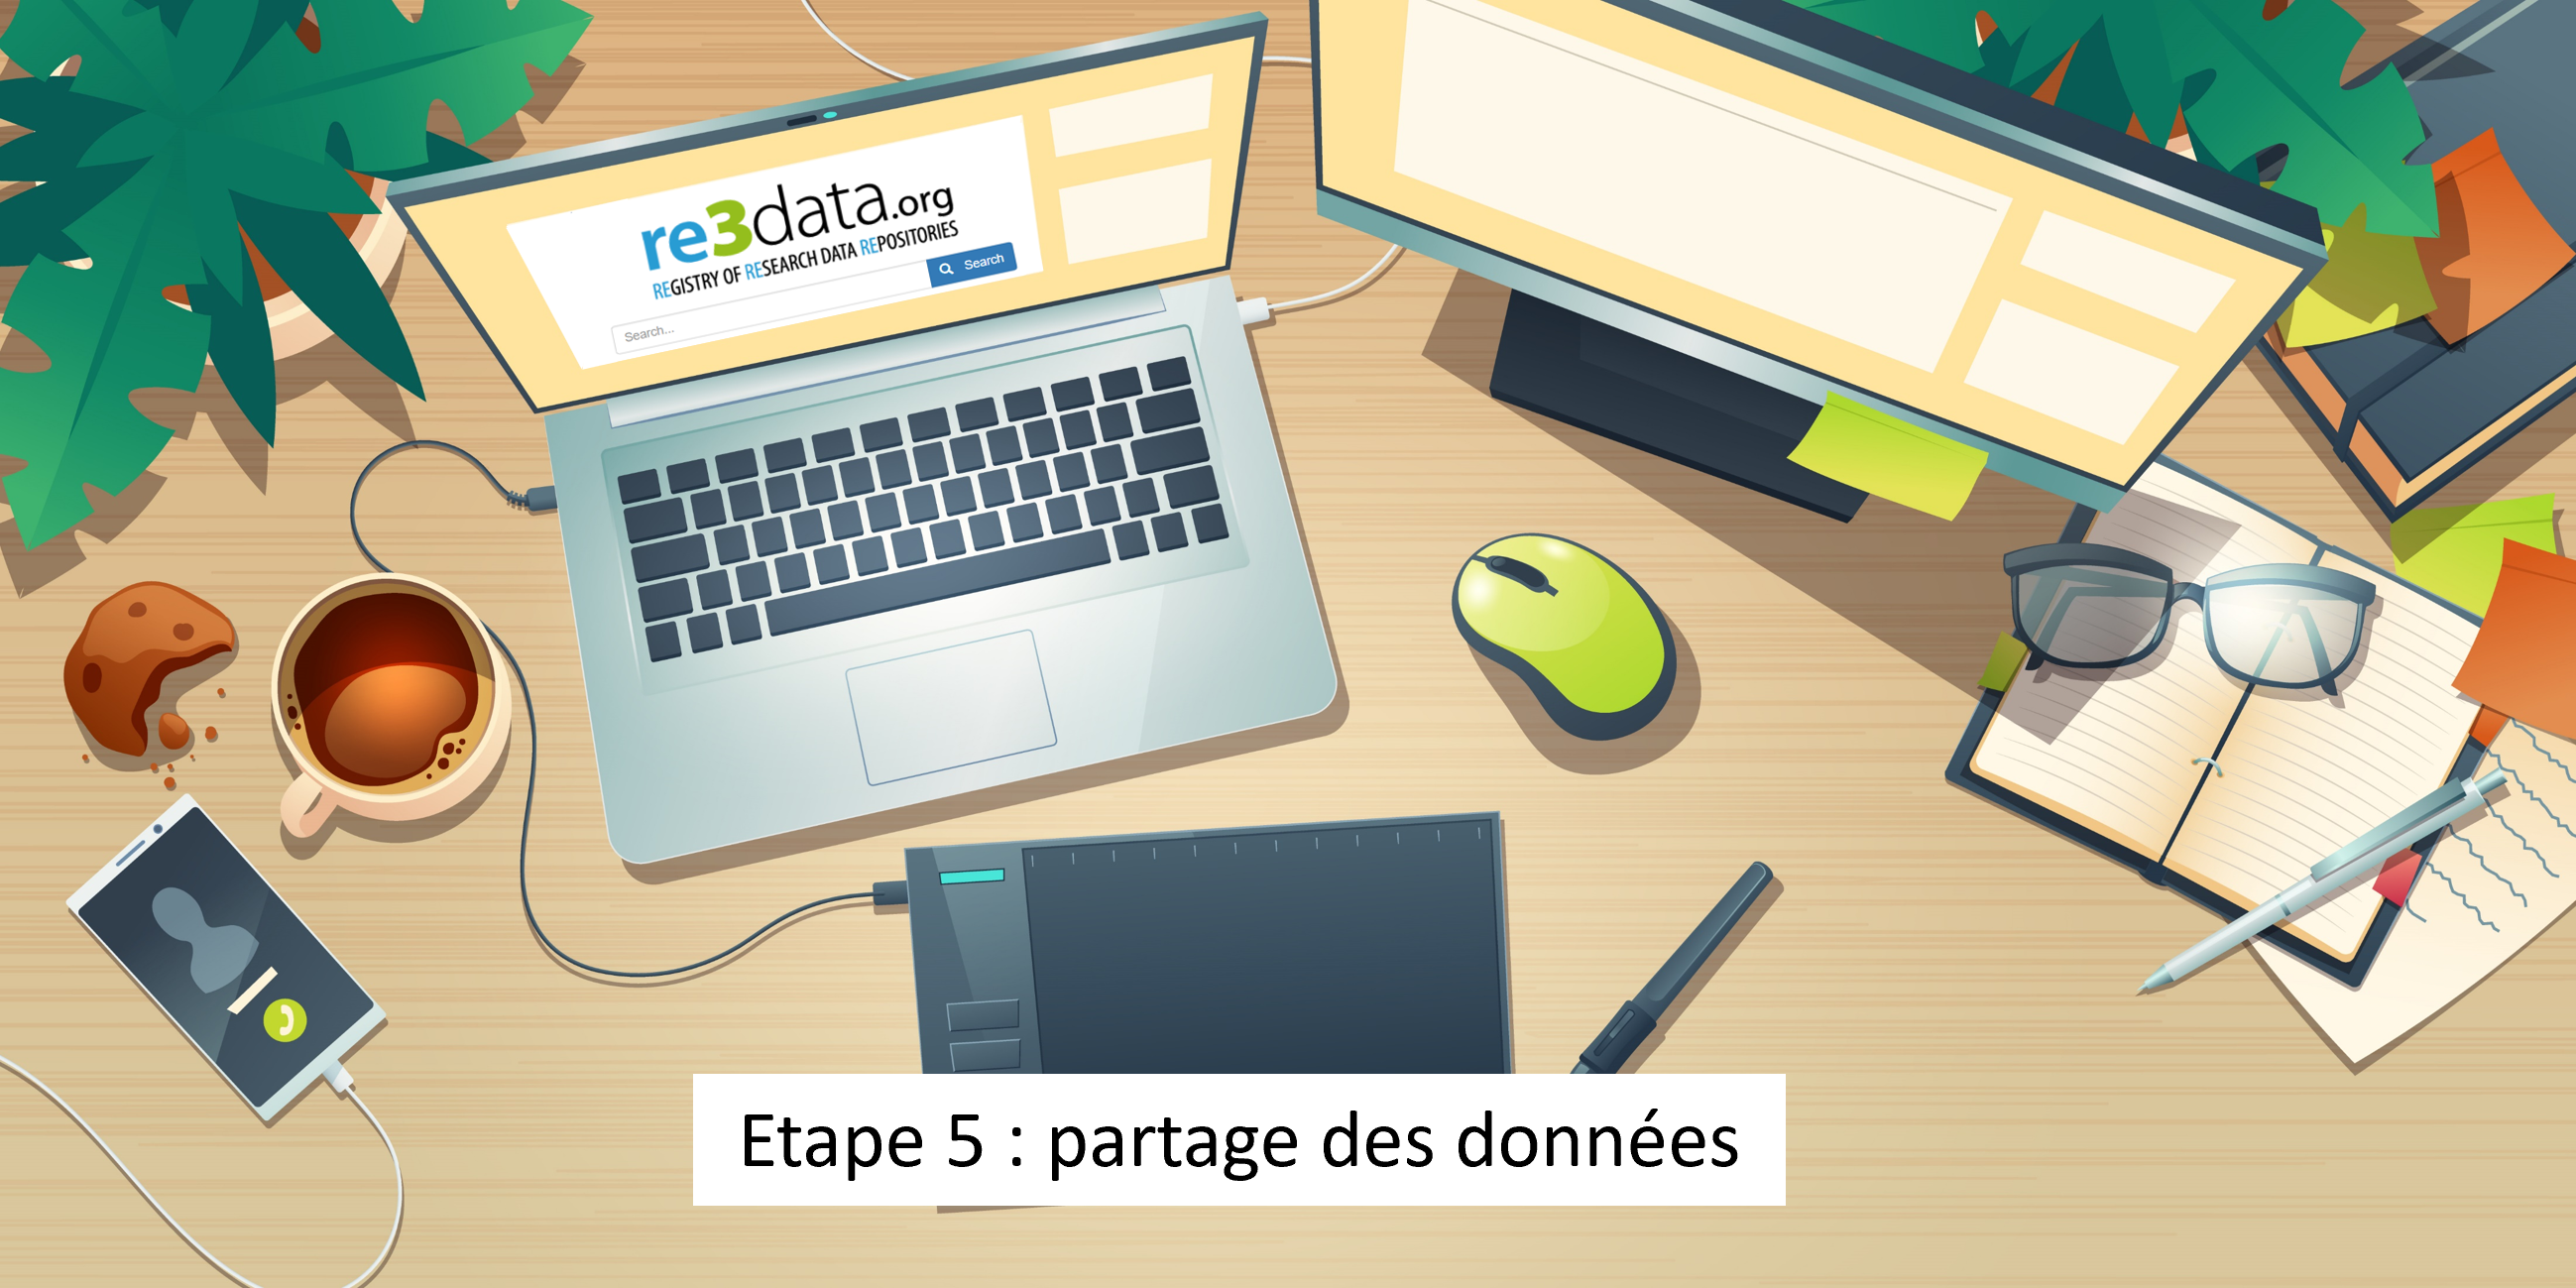 re3data.org
REGISTRY OF RESEARCH DATA REPOSITORIES
Search... Search
Etape 5 : partage des données